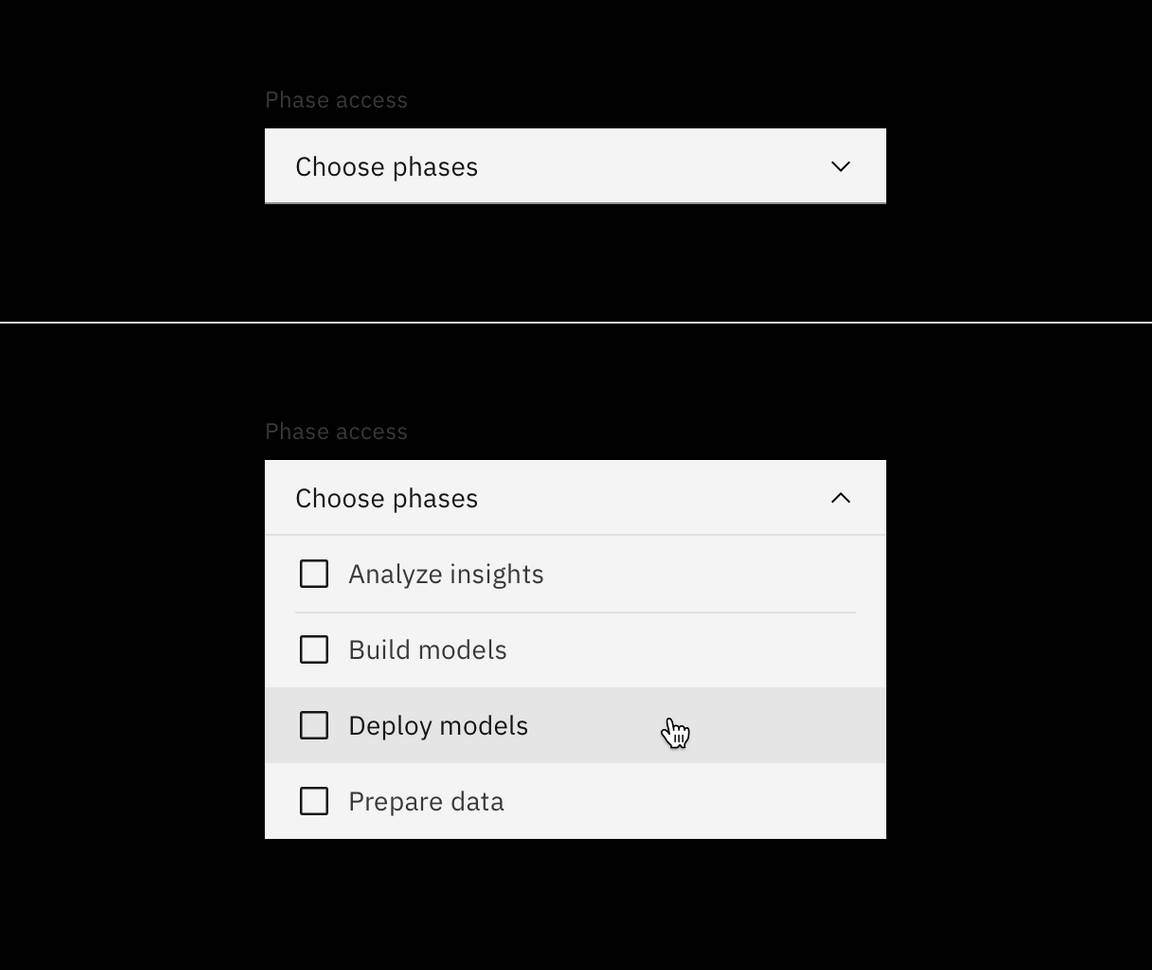 Phase access
Choose phases
Phase access
Choose phases
Analyze insights
Build models
Deploy models
Prepare data